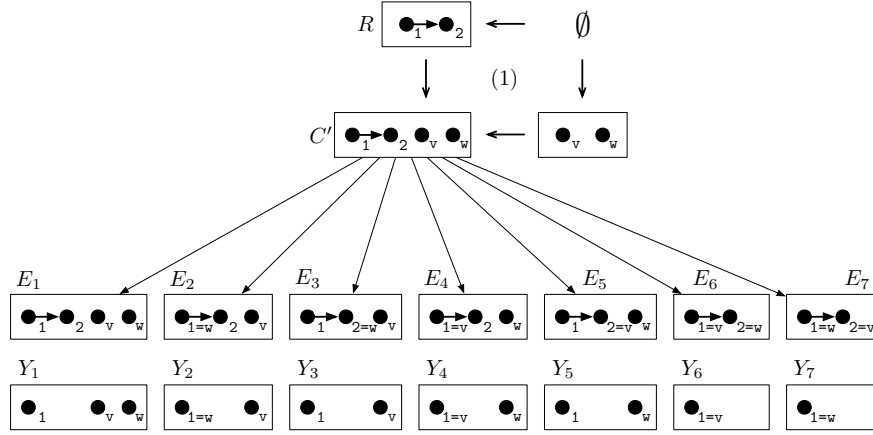 R 1 2 ∅
(1)
C′ 1 2 v w v w
E₁ E₂ E₃ E₄ E₅ E₆ E₇
1 2 v w 1=w 2 v 1 2=w v 1=v 2 w 1 2=v w 1=v 2=w 1=w 2=v
Y₁ Y₂ Y₃ Y₄ Y₅ Y₆ Y₇
1 v w 1=w v 1 v 1=v w 1 w 1=v 1=w